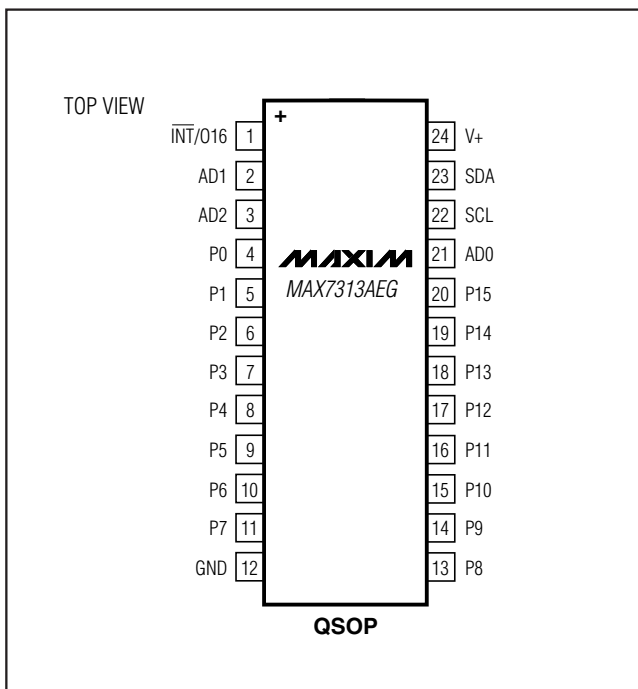 TOP VIEW
+
I̅N̅T̅/O16 1 24 V+
AD1 2 23 SDA
AD2 3 22 SCL
P0 4 MAXIM 21 AD0
P1 5 MAX7313AEG 20 P15
P2 6 19 P14
P3 7 18 P13
P4 8 17 P12
P5 9 16 P11
P6 10 15 P10
P7 11 14 P9
GND 12 13 P8
QSOP